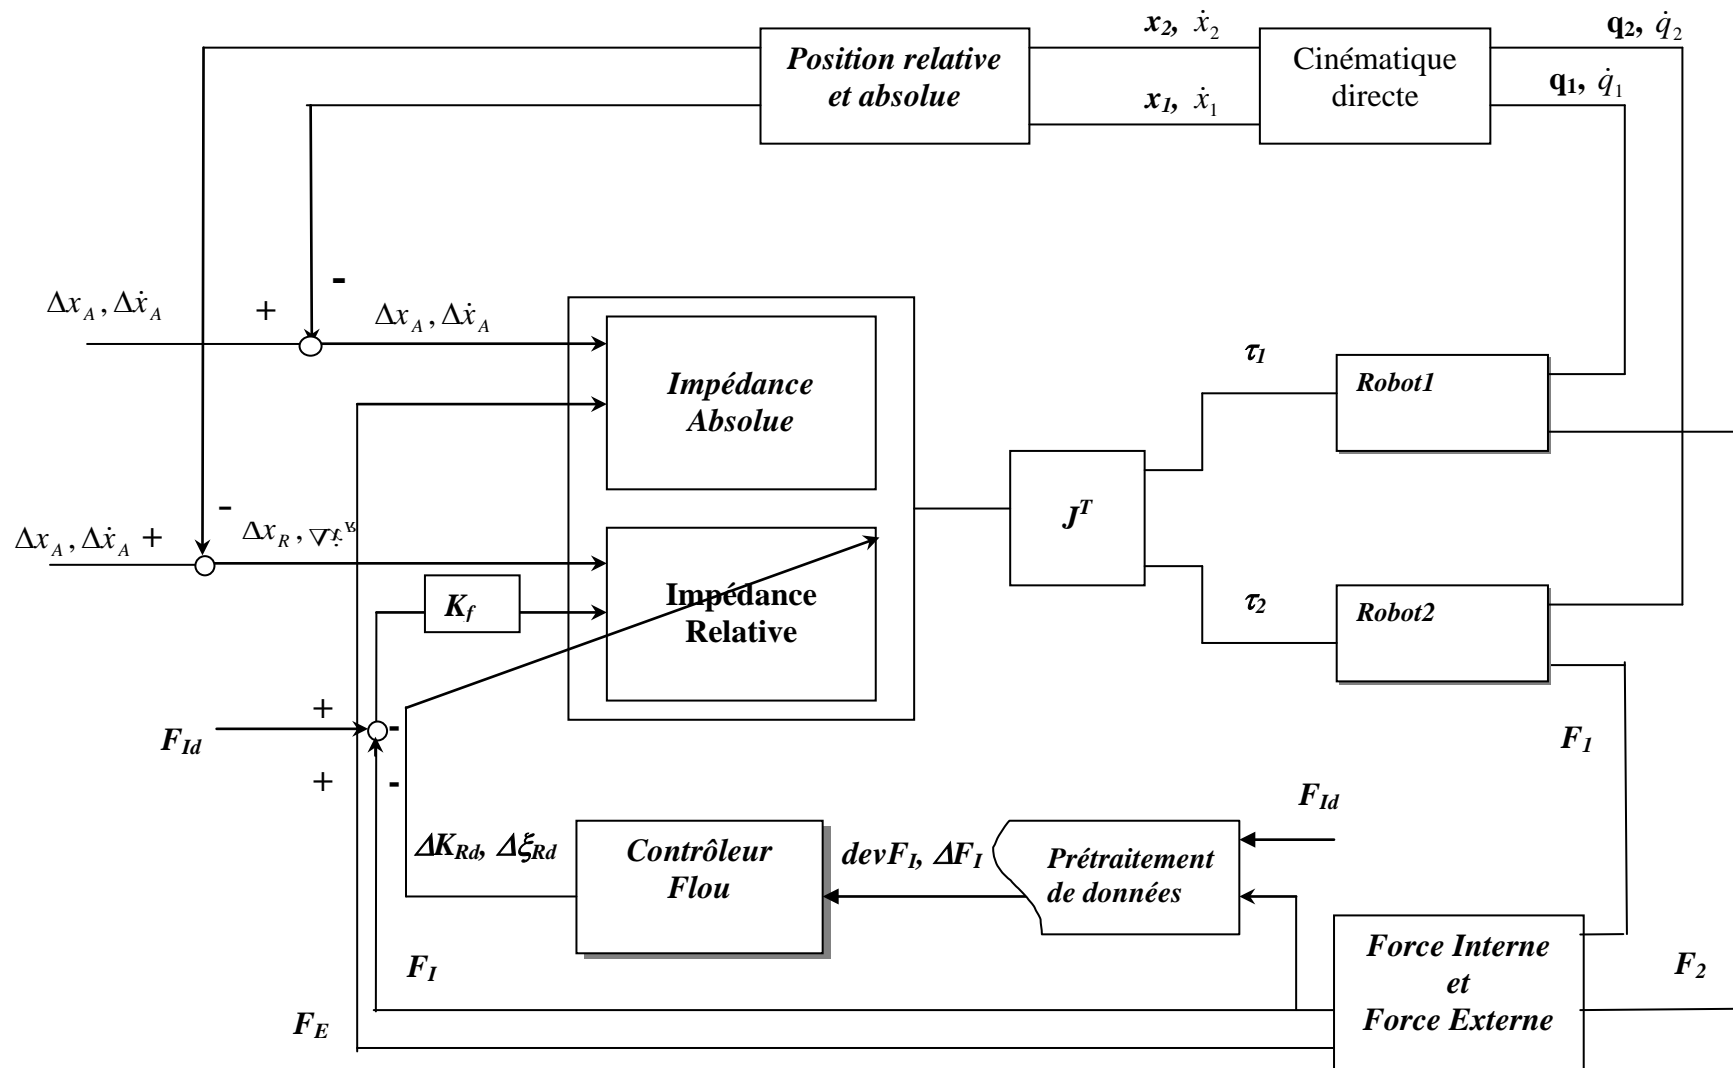 x₂, ẋ₂
q₂, q̇₂
Position relative
et absolue
Cinématique
directe
x₁, ẋ₁
q₁, q̇₁
-
Δx_A, Δẋ_A
+
Δx_A, Δẋ_A
Impédance
Absolue
τ₁
Robot1
J^T
-
Δx_A, Δẋ_A +
Δx_R, Δẋ_R
K_f
Impédance
Relative
τ₂
Robot2
+
-
F_Id
F₁
+
-
F_Id
ΔK_Rd, Δξ_Rd
Contrôleur
Flou
devF_I, ΔF_I
Prétraitement
de données
F_I
Force Interne
et
Force Externe
F₂
F_E